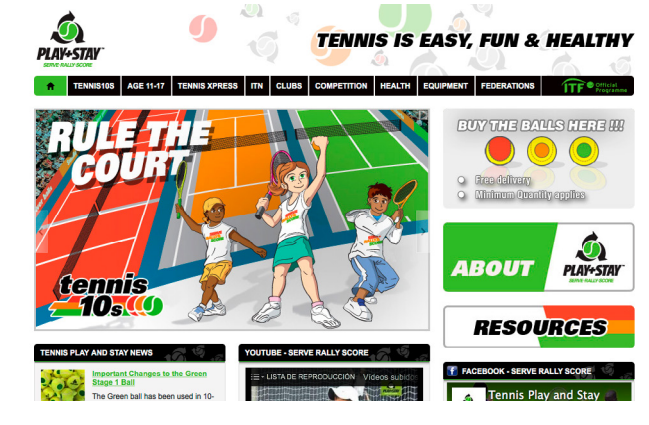 PLAY+STAY
SERVE-RALLY-SCORE
TENNIS IS EASY, FUN & HEALTHY
TENNIS10S AGE 11-17 TENNIS XPRESS ITN CLUBS COMPETITION HEALTH EQUIPMENT FEDERATIONS ITF Official Programme
RULE THE
COURT
tennis
10s
BUY THE BALLS HERE !!!
Free delivery
Minimum Quantity applies
ABOUT
PLAY+STAY
SERVE-RALLY-SCORE
RESOURCES
TENNIS PLAY AND STAY NEWS
Important Changes to the Green
Stage 1 Ball
The Green ball has been used in 10-
YOUTUBE - SERVE RALLY SCORE
LISTA DE REPRODUCCIÓN Vídeos subidos
FACEBOOK - SERVE RALLY SCORE
Tennis Play and Stay